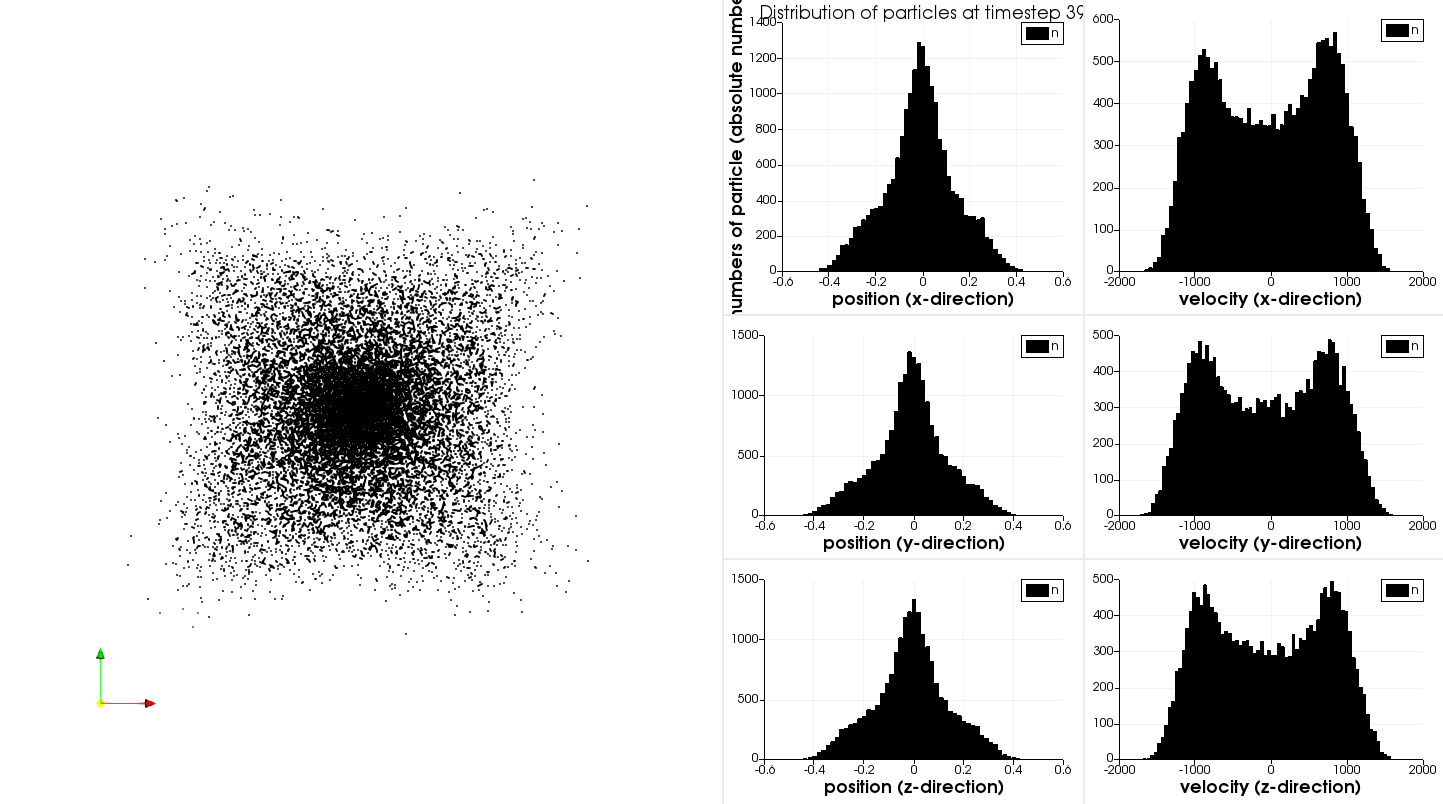 Distribution of particles at timestep 39
numbers of particle (absolute numbe
1400
1200
1000
800
600
400
200
0
-0.6 -0.4 -0.2 0 0.2 0.4 0.6
position (x-direction)
n
600
500
400
300
200
100
0
-2000 -1000 0 1000 2000
velocity (x-direction)
n
1500
1000
500
0
-0.6 -0.4 -0.2 0 0.2 0.4 0.6
position (y-direction)
n
500
400
300
200
100
0
-2000 -1000 0 1000 2000
velocity (y-direction)
n
1500
1000
500
0
-0.6 -0.4 -0.2 0 0.2 0.4 0.6
position (z-direction)
n
500
400
300
200
100
0
-2000 -1000 0 1000 2000
velocity (z-direction)
n